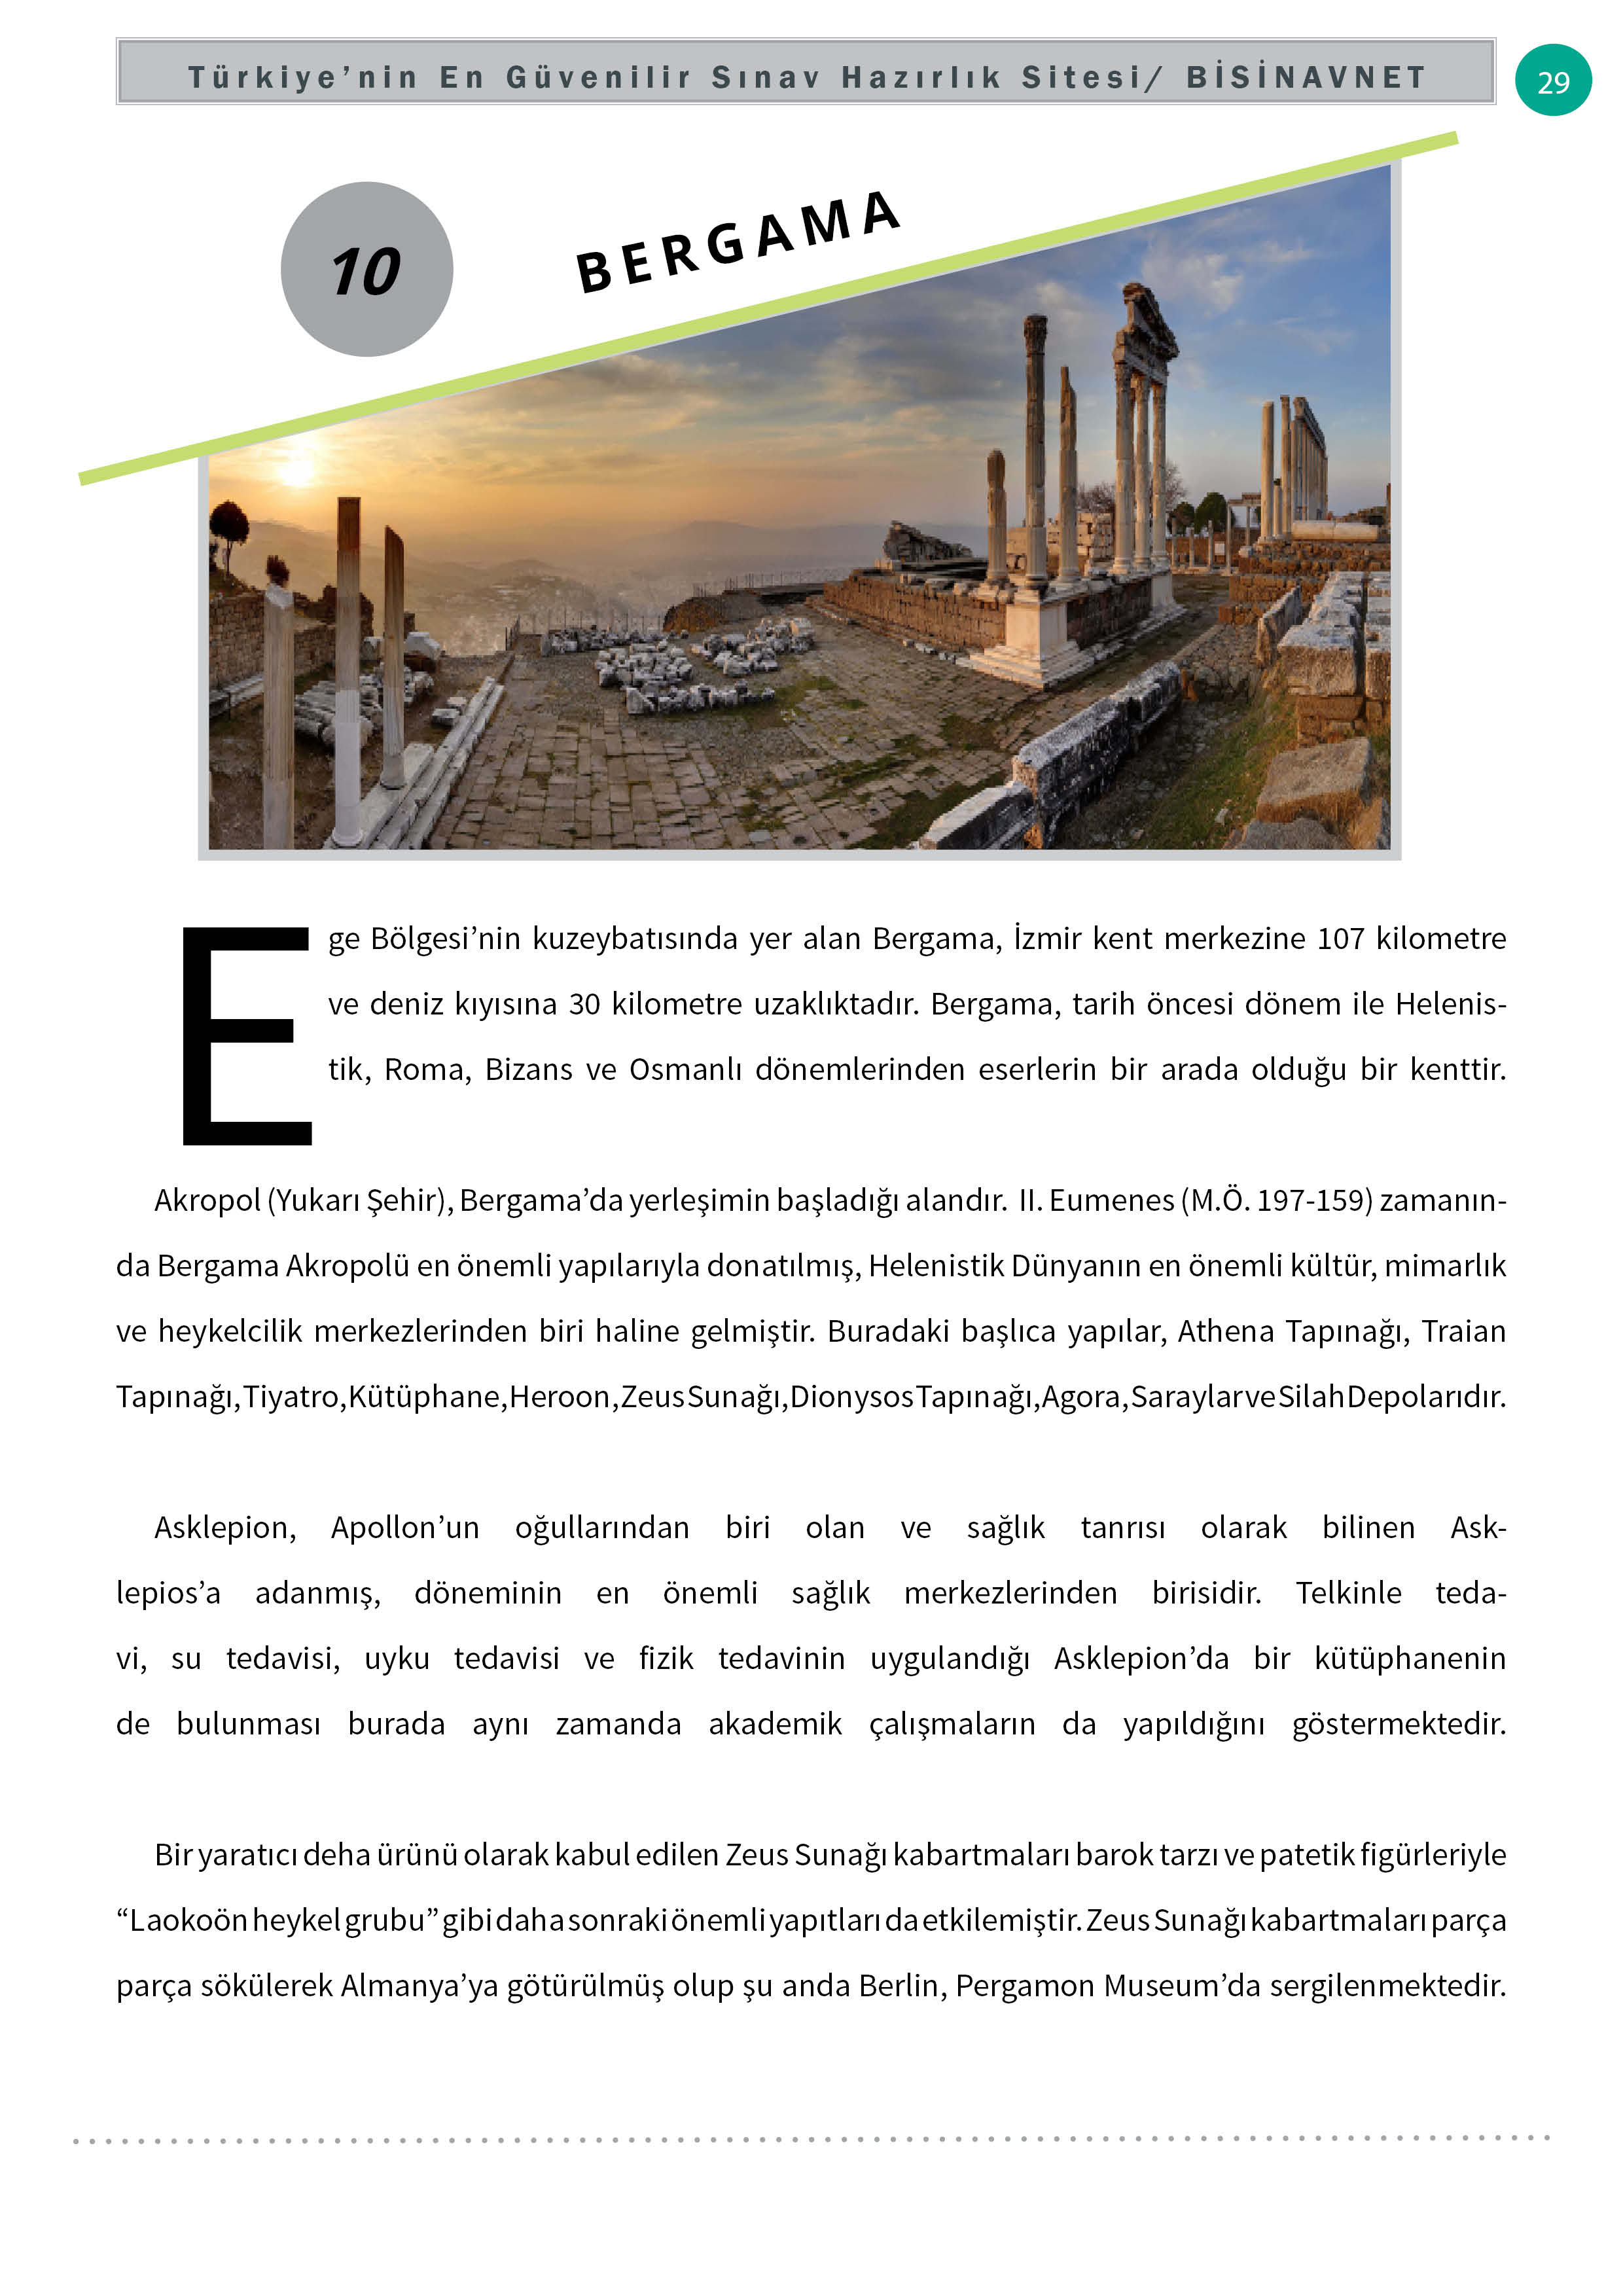 Türkiye’nin En Güvenilir Sınav Hazırlık Sitesi/ BİSİNAVNET
29
10
BERGAMA
Ege Bölgesi’nin kuzeybatısında yer alan Bergama, İzmir kent merkezine 107 kilometre
ve deniz kıyısına 30 kilometre uzaklıktadır. Bergama, tarih öncesi dönem ile Helenis-
tik, Roma, Bizans ve Osmanlı dönemlerinden eserlerin bir arada olduğu bir kenttir.
Akropol (Yukarı Şehir), Bergama’da yerleşimin başladığı alandır. II. Eumenes (M.Ö. 197-159) zamanın-
da Bergama Akropolü en önemli yapılarıyla donatılmış, Helenistik Dünyanın en önemli kültür, mimarlık
ve heykelcilik merkezlerinden biri haline gelmiştir. Buradaki başlıca yapılar, Athena Tapınağı, Traian
Tapınağı, Tiyatro, Kütüphane, Heroon, Zeus Sunağı, Dionysos Tapınağı, Agora, Saraylar ve Silah Depolarıdır.
Asklepion, Apollon’un oğullarından biri olan ve sağlık tanrısı olarak bilinen Ask-
lepios’a adanmış, döneminin en önemli sağlık merkezlerinden birisidir. Telkinle teda-
vi, su tedavisi, uyku tedavisi ve fizik tedavinin uygulandığı Asklepion’da bir kütüphanenin
de bulunması burada aynı zamanda akademik çalışmaların da yapıldığını göstermektedir.
Bir yaratıcı deha ürünü olarak kabul edilen Zeus Sunağı kabartmaları barok tarzı ve patetik figürleriyle
“Laokoön heykel grubu” gibi daha sonraki önemli yapıtları da etkilemiştir. Zeus Sunağı kabartmaları parça
parça sökülerek Almanya’ya götürülmüş olup şu anda Berlin, Pergamon Museum’da sergilenmektedir.